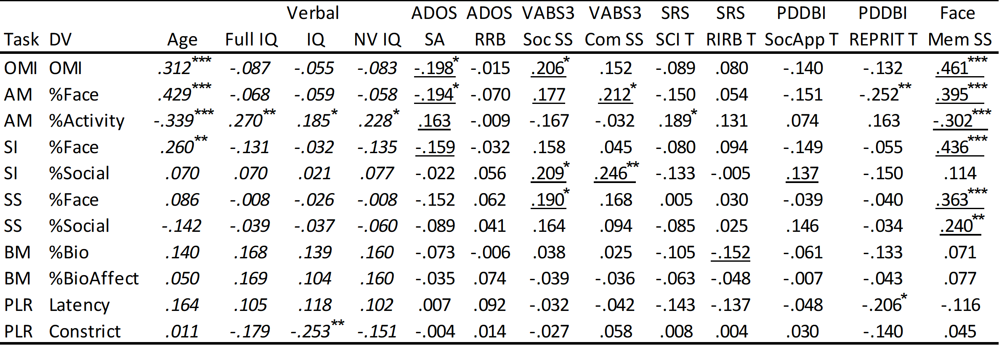 Verbal ADOS ADOS VABS3 VABS3 SRS SRS PDDBI PDDBI Face
Task DV Age Full IQ IQ NV IQ SA RRB Soc SS Com SS SCI T RIRB T SocApp T REPRIT T Mem SS
OMI OMI .312*** -.087 -.055 -.083 -.198* -.015 .206* .152 -.089 .080 -.140 -.132 .461***
AM %Face .429*** -.068 -.059 -.058 -.194* -.070 .177 .212* -.150 .054 -.151 -.252** .395***
AM %Activity -.339*** .270** .185* .228* .163 -.009 -.167 -.032 .189* .131 .074 .163 -.302***
SI %Face .260** -.131 -.032 -.135 -.159 -.032 .158 .045 -.080 .094 -.149 -.055 .436***
SI %Social .070 .070 .021 .077 -.022 .056 .209* .246** -.133 -.005 .137 -.150 .114
SS %Face .086 -.008 -.026 -.008 -.152 .062 .190* .168 .005 .030 -.039 -.040 .363***
SS %Social -.142 -.039 -.037 -.060 -.089 .041 .164 .094 -.085 .025 .146 -.034 .240**
BM %Bio .140 .168 .139 .160 -.073 -.006 .038 .025 -.105 -.152 -.061 -.133 .071
BM %BioAffect .050 .169 .104 .160 -.035 .074 -.039 -.036 -.063 -.048 -.007 -.043 .077
PLR Latency .164 .105 .118 .102 .007 .092 -.032 -.042 -.143 -.137 -.048 -.206* -.116
PLR Constrict .011 -.179 -.253** -.151 -.004 .014 -.027 .058 .008 .004 .030 -.140 .045